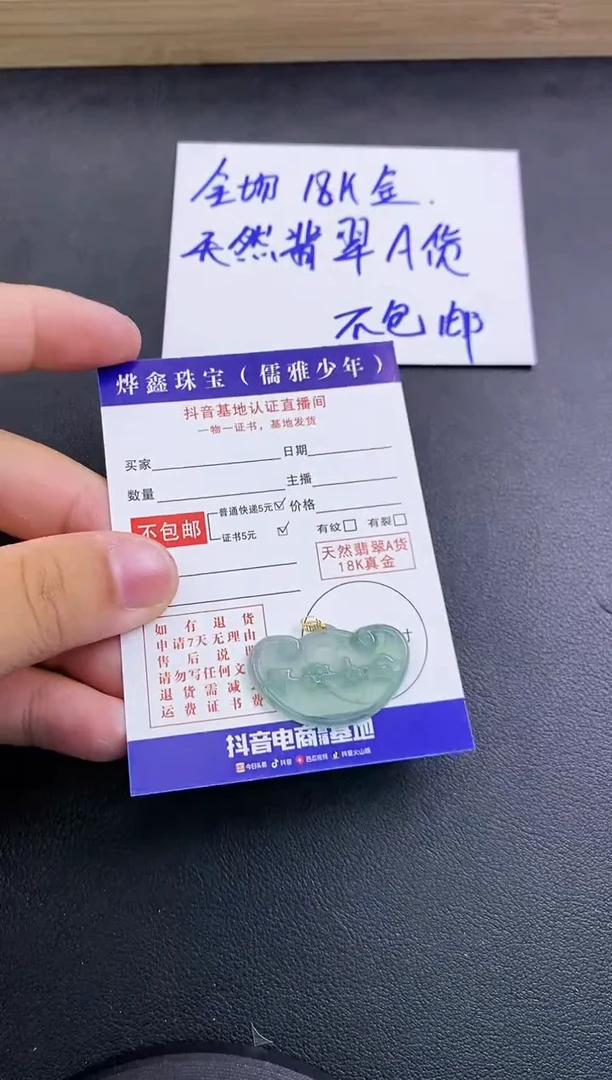 全场 18K金.
天然翡翠A货
不包邮
烨鑫珠宝（儒雅少年）
抖音基地认证直播间
一物一证书，基地发货
买家 日期
数量 主播
不包邮 普通快递5元☑ 价格
证书5元 ☑ 有纹□ 有裂□
天然翡翠A货
18K真金
如有退货
申请7天无理由
售后说
请勿写任何文
退货需减
运费证书费
抖音电商 基地
今日头条 抖音 西瓜视频 抖音火山版